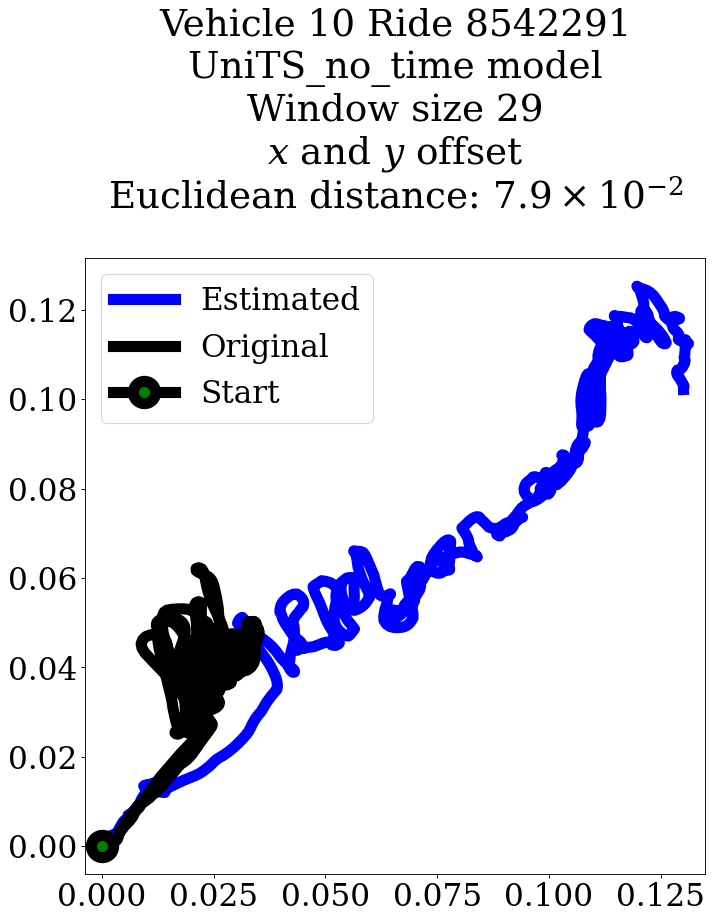 Vehicle 10 Ride 8542291
UniTS_no_time model
Window size 29
x and y offset
Euclidean distance: 7.9 × 10⁻²
Estimated
Original
Start
0.12
0.10
0.08
0.06
0.04
0.02
0.00
0.000 0.025 0.050 0.075 0.100 0.125